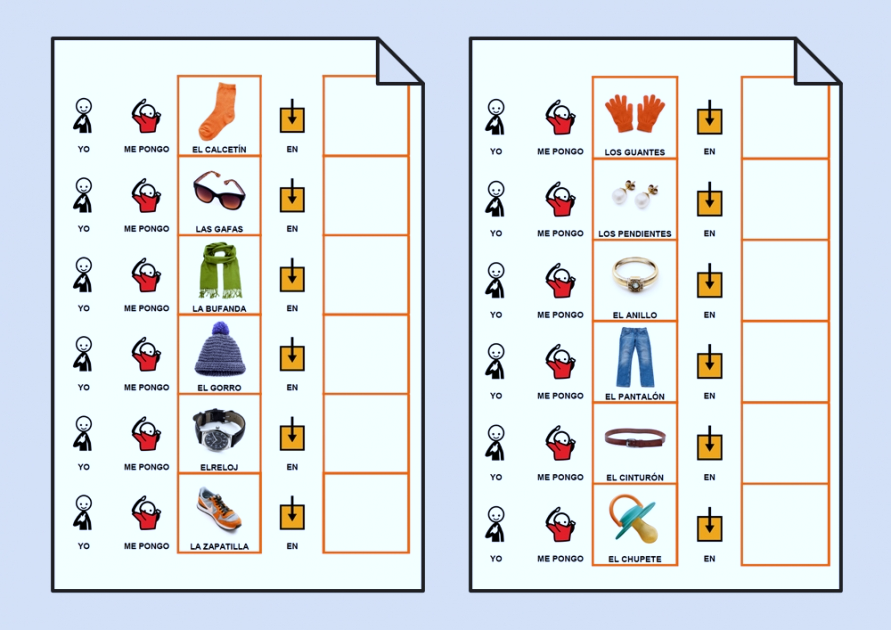 YO ME PONGO EL CALCETÍN EN
YO ME PONGO LAS GAFAS EN
YO ME PONGO LA BUFANDA EN
YO ME PONGO EL GORRO EN
YO ME PONGO ELRELOJ EN
YO ME PONGO LA ZAPATILLA EN
YO ME PONGO LOS GUANTES EN
YO ME PONGO LOS PENDIENTES EN
YO ME PONGO EL ANILLO EN
YO ME PONGO EL PANTALÓN EN
YO ME PONGO EL CINTURÓN EN
YO ME PONGO EL CHUPETE EN